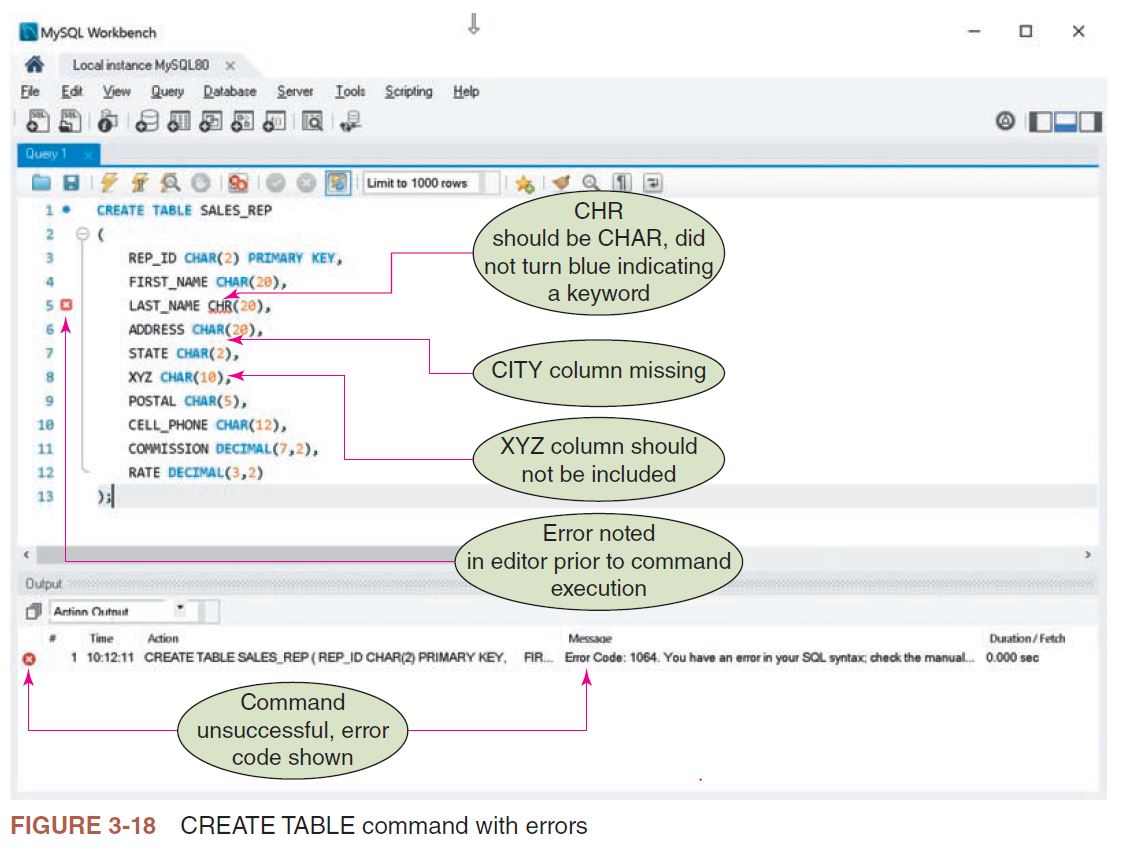 MySQL Workbench
Local instance MySQL80
File Edit View Query Database Server Tools Scripting Help
Query 1
Limit to 1000 rows
1 CREATE TABLE SALES_REP
2 (
3 REP_ID CHAR(2) PRIMARY KEY,
4 FIRST_NAME CHAR(20),
5 LAST_NAME CHR(20),
6 ADDRESS CHAR(20),
7 STATE CHAR(2),
8 XYZ CHAR(10),
9 POSTAL CHAR(5),
10 CELL_PHONE CHAR(12),
11 COMMISSION DECIMAL(7,2),
12 RATE DECIMAL(3,2)
13 );
CHR
should be CHAR, did
not turn blue indicating
a keyword
CITY column missing
XYZ column should
not be included
Error noted
in editor prior to command
execution
Output
Action Output
# Time Action Message Duration / Fetch
1 10:12:11 CREATE TABLE SALES_REP ( REP_ID CHAR(2) PRIMARY KEY, FIR... Error Code: 1064. You have an error in your SQL syntax; check the manual... 0.000 sec
Command
unsuccessful, error
code shown
FIGURE 3-18 CREATE TABLE command with errors